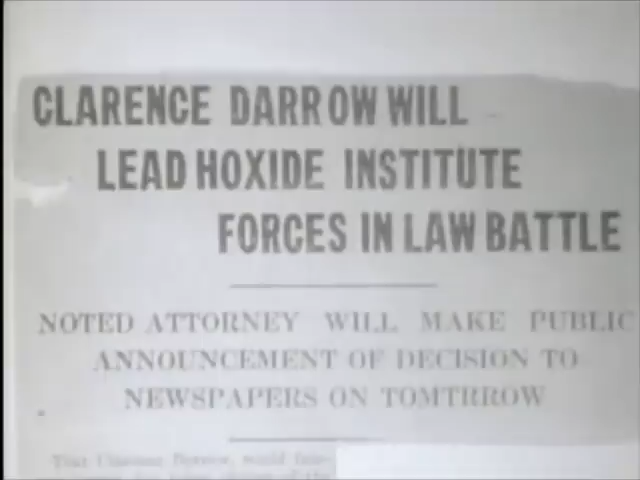 CLARENCE DARROW WILL
LEAD HOXIDE INSTITUTE
FORCES IN LAW BATTLE
NOTED ATTORNEY WILL MAKE PUBLIC
ANNOUNCEMENT OF DECISION TO
NEWSPAPERS ON TOMTRROW